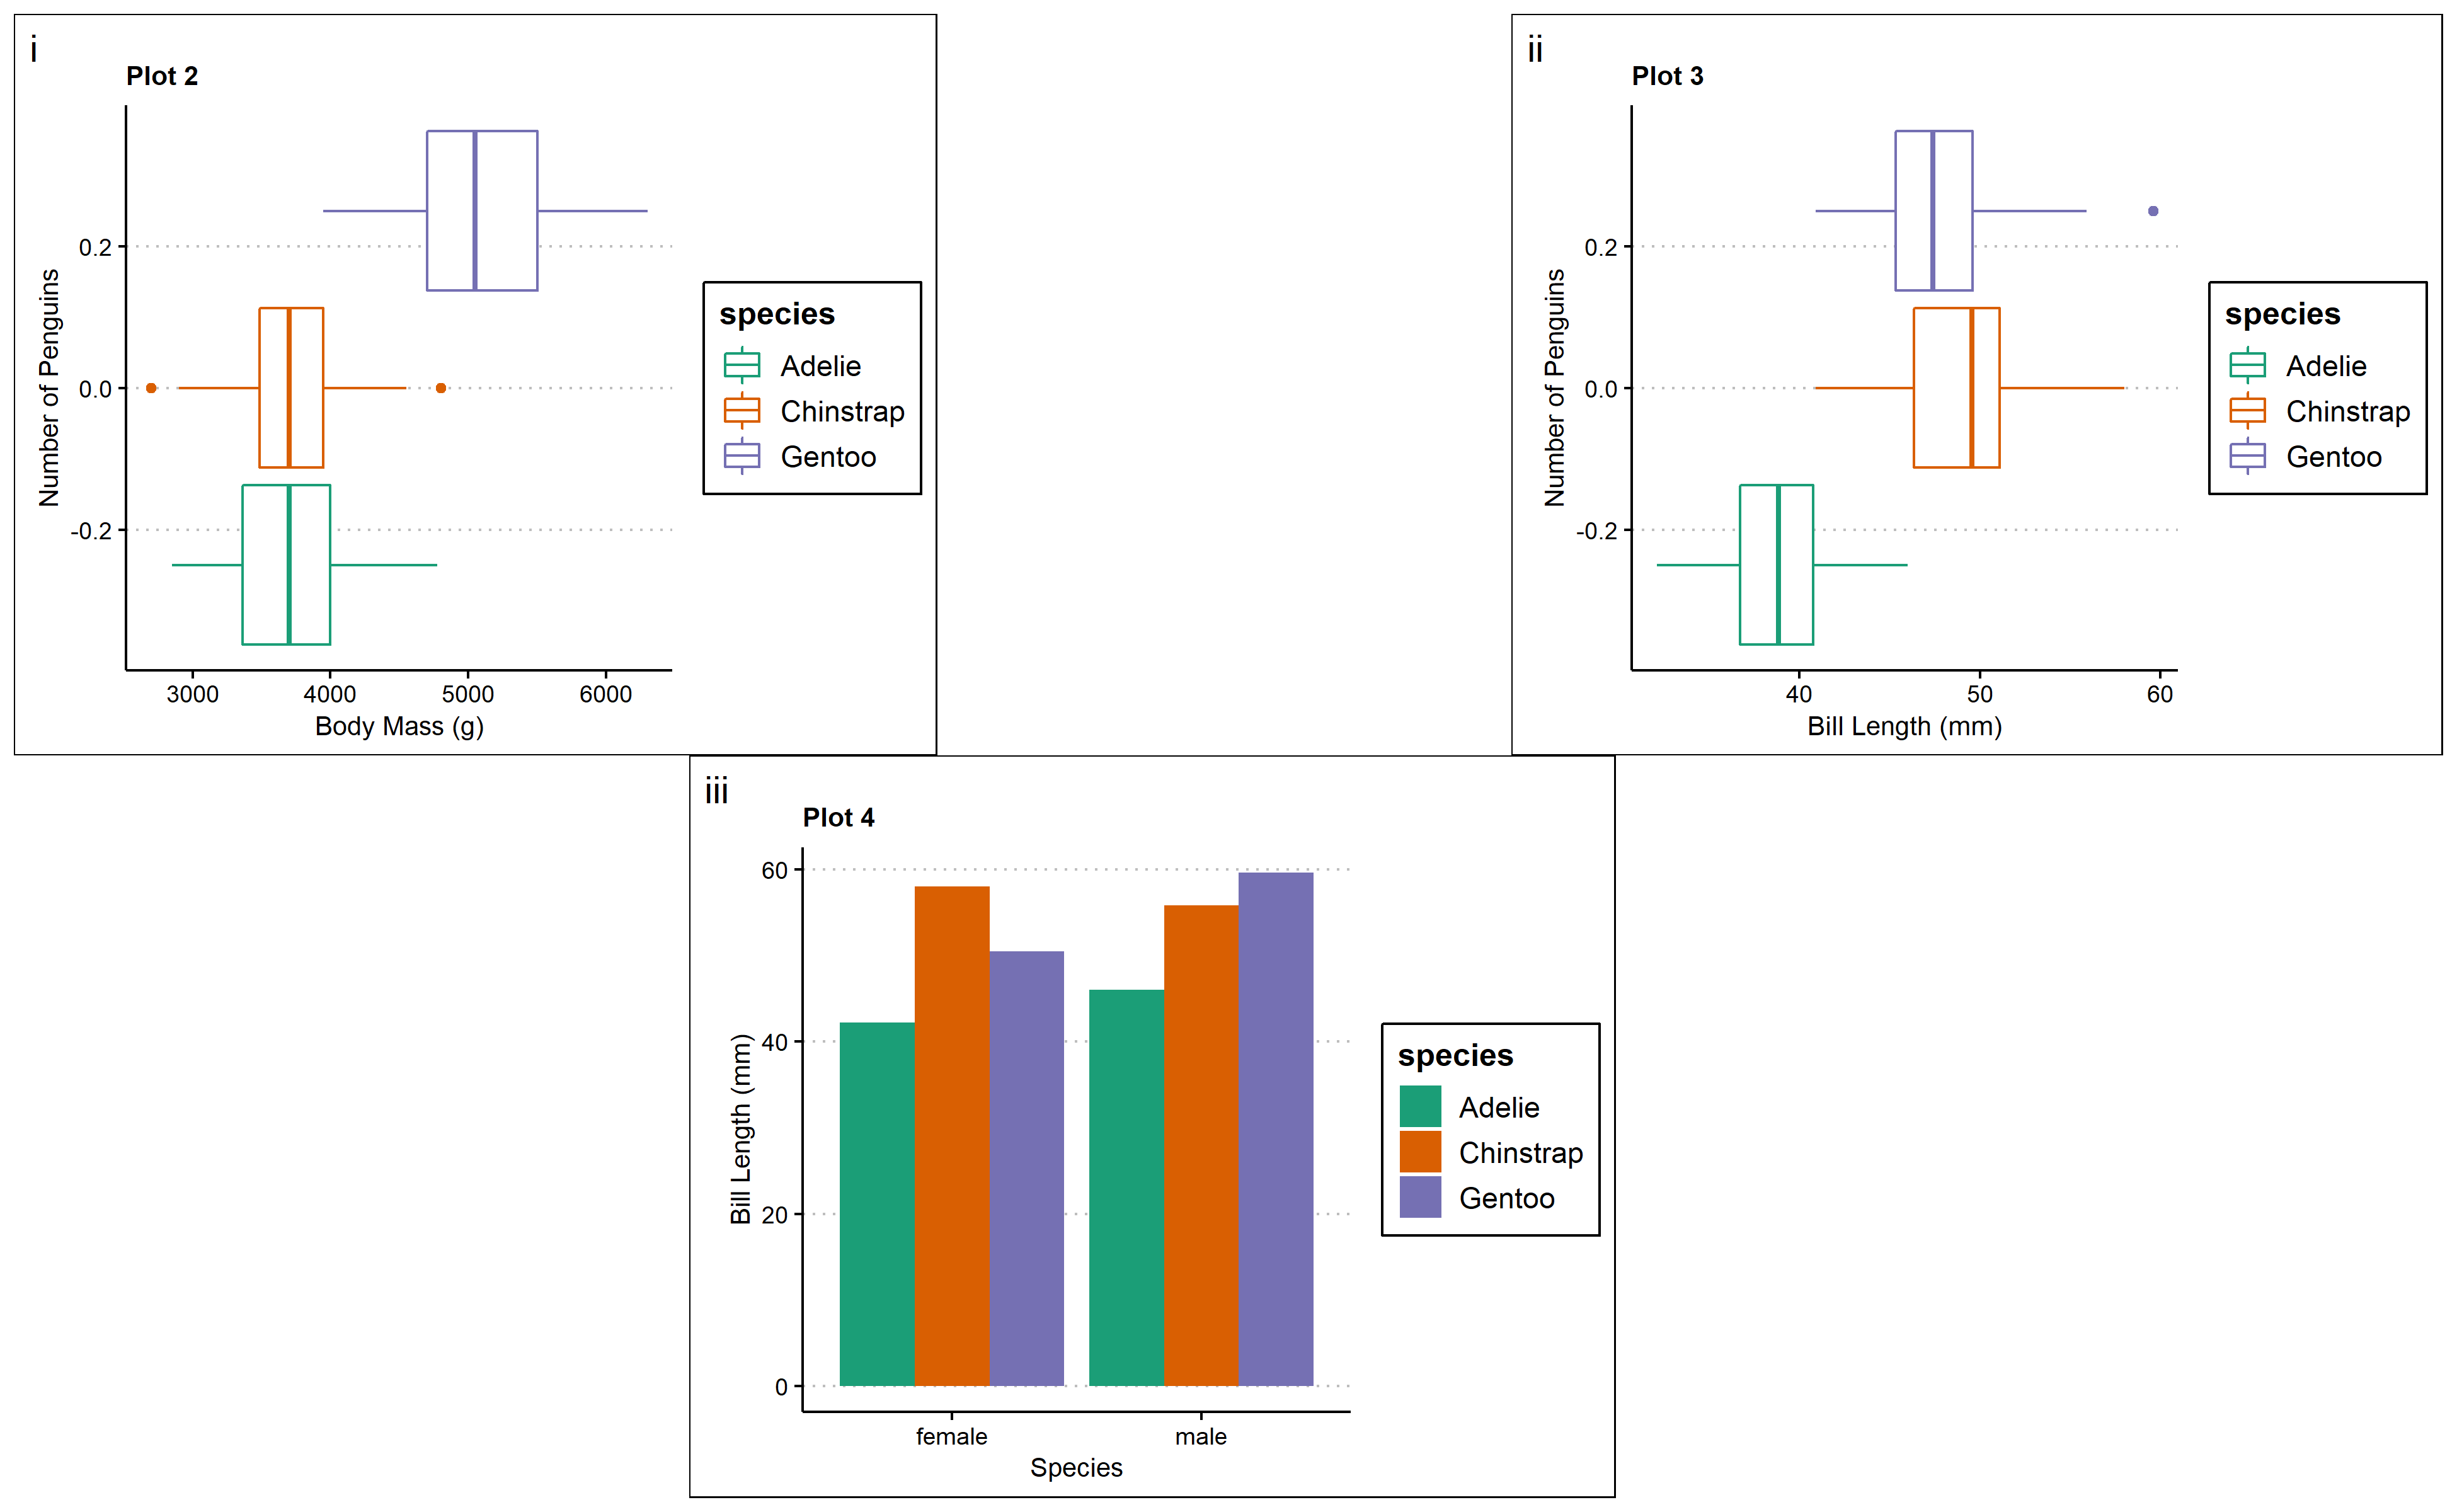 i
Plot 2
Number of Penguins
0.2
0.0
-0.2
3000 4000 5000 6000
Body Mass (g)
species
Adelie
Chinstrap
Gentoo
ii
Plot 3
Number of Penguins
0.2
0.0
-0.2
40 50 60
Bill Length (mm)
species
Adelie
Chinstrap
Gentoo
iii
Plot 4
Bill Length (mm)
60
40
20
0
female male
Species
species
Adelie
Chinstrap
Gentoo